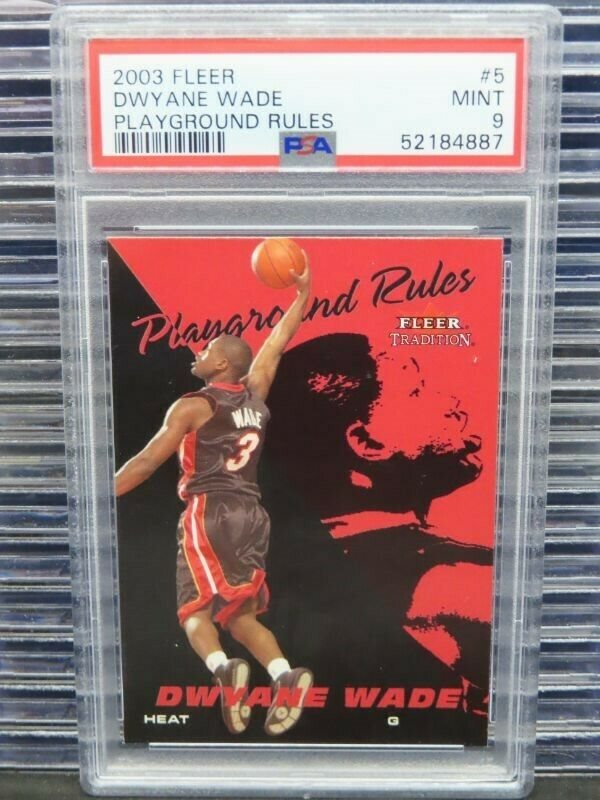 2003 FLEER #5
DWYANE WADE MINT
PLAYGROUND RULES 9
PSA 52184887
Playground Rules
FLEER
TRADITION
WADE
3
DWYANE WADE
HEAT G